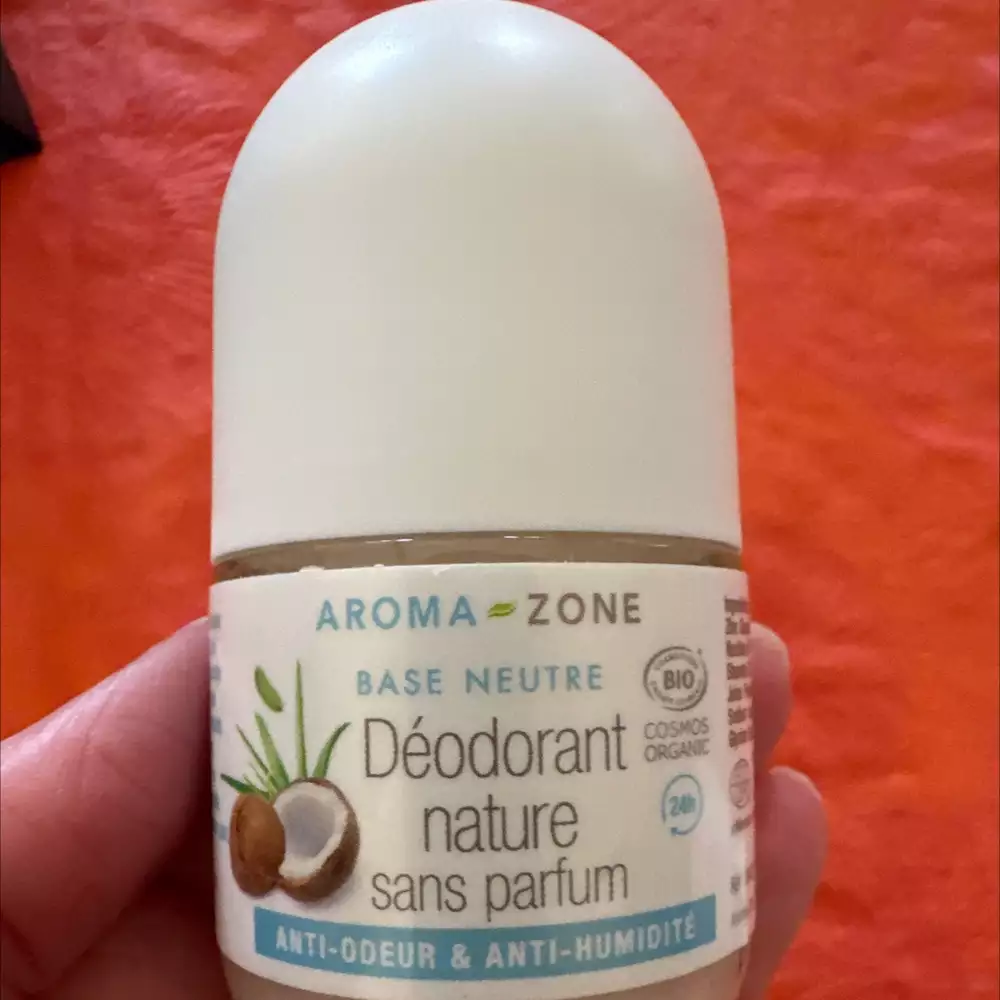 AROMA-ZONE
BASE NEUTRE
BIO
Déodorant
COSMOS
ORGANIC
nature
24h
sans parfum
ANTI-ODEUR & ANTI-HUMIDITÉ